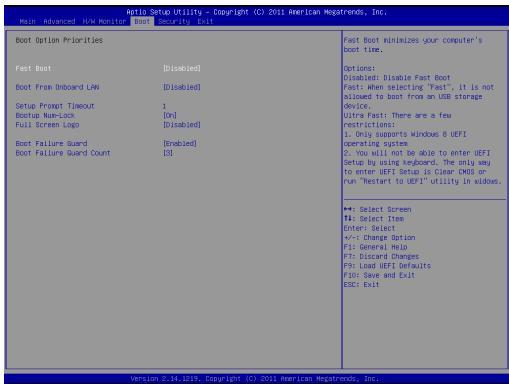 Aptio Setup Utility – Copyright (C) 2011 American Megatrends, Inc.
Main Advanced H/W Monitor Boot Security Exit
Boot Option Priorities
Fast Boot [Disabled]
Boot From Onboard LAN [Disabled]
Setup Prompt Timeout 1
Bootup Num-Lock [On]
Full Screen Logo [Disabled]
Boot Failure Guard [Enabled]
Boot Failure Guard Count [3]
Fast Boot minimizes your computer's
boot time.
Options:
Disabled: Disable Fast Boot
Fast: When selecting "Fast", it is not
allowed to boot from an USB storage
device.
Ultra Fast: There are a few
restrictions:
1. Only supports Windows 8 UEFI
operating system
2. You will not be able to enter UEFI
Setup by using keyboard. The only way
to enter UEFI Setup is Clear CMOS or
run "Restart to UEFI" utility in widows.
↔: Select Screen
↑↓: Select Item
Enter: Select
+/-: Change Option
F1: General Help
F7: Discard Changes
F9: Load UEFI Defaults
F10: Save and Exit
ESC: Exit
Version 2.14.1219. Copyright (C) 2011 American Megatrends, Inc.